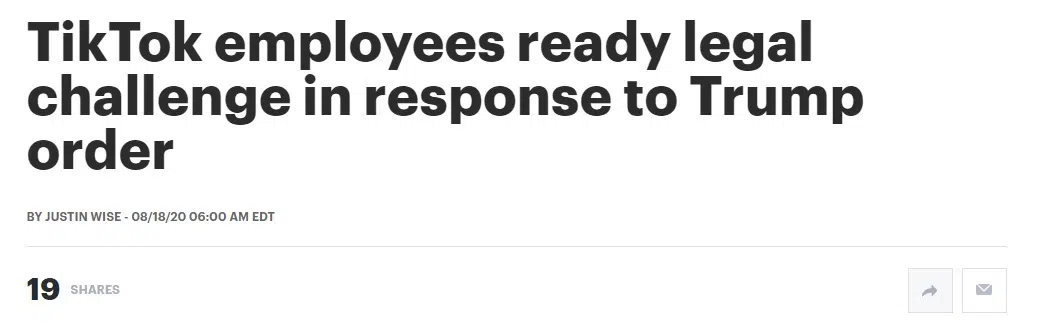 TikTok employees ready legal
challenge in response to Trump
order
BY JUSTIN WISE - 08/18/20 06:00 AM EDT
19 SHARES